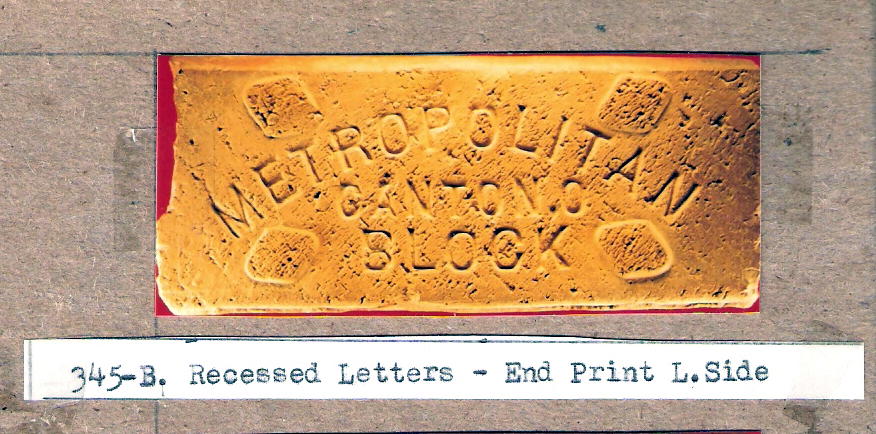 METROPOLITAN
CANTON.O
BLOCK
345-B. Recessed Letters - End Print L.Side